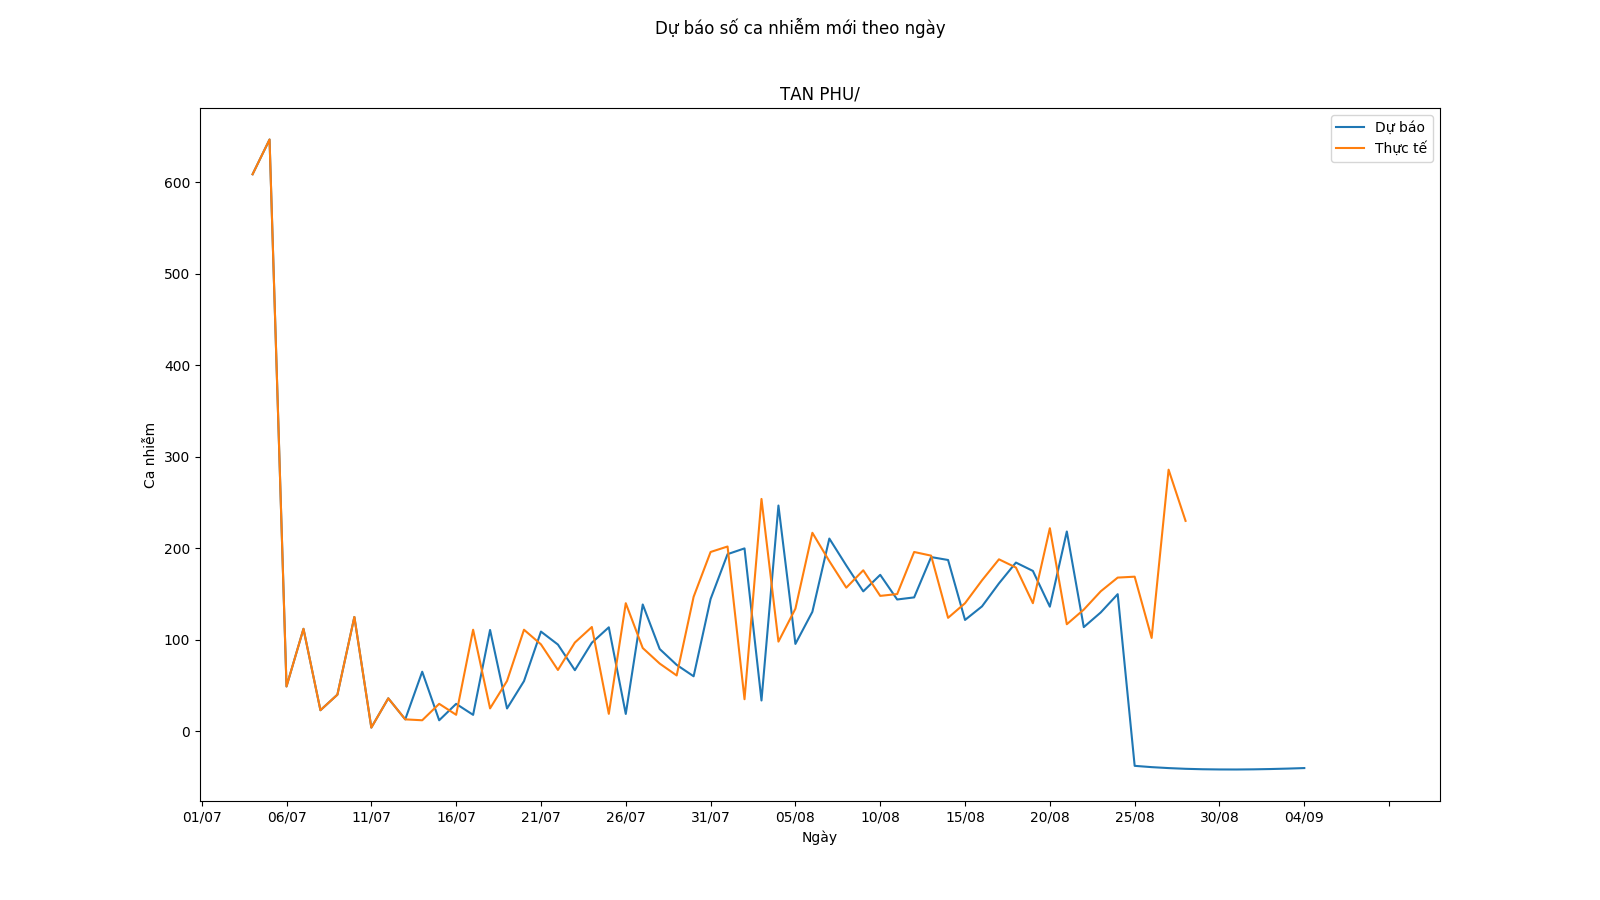 Dự báo số ca nhiễm mới theo ngày
TAN PHU/
Dự báo
Thực tế
600
500
400
300
200
100
0
Ca nhiễm
01/07 06/07 11/07 16/07 21/07 26/07 31/07 05/08 10/08 15/08 20/08 25/08 30/08 04/09
Ngày